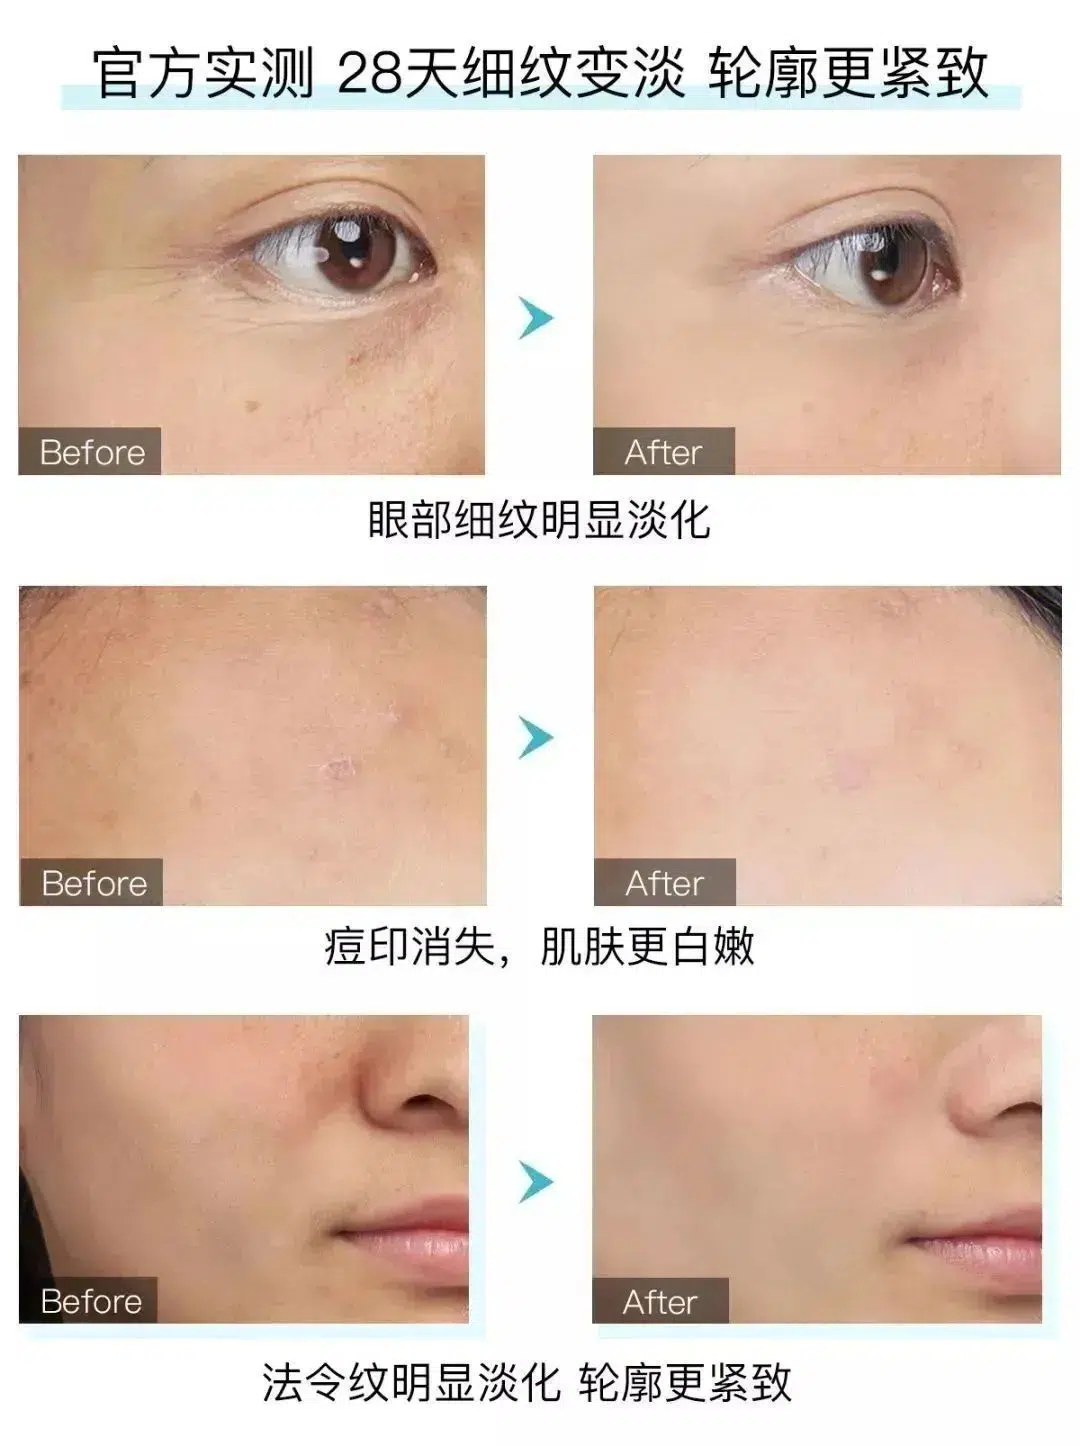 官方实测 28天细纹变淡 轮廓更紧致
Before
After
眼部细纹明显淡化
Before
After
痘印消失，肌肤更白嫩
Before
After
法令纹明显淡化 轮廓更紧致